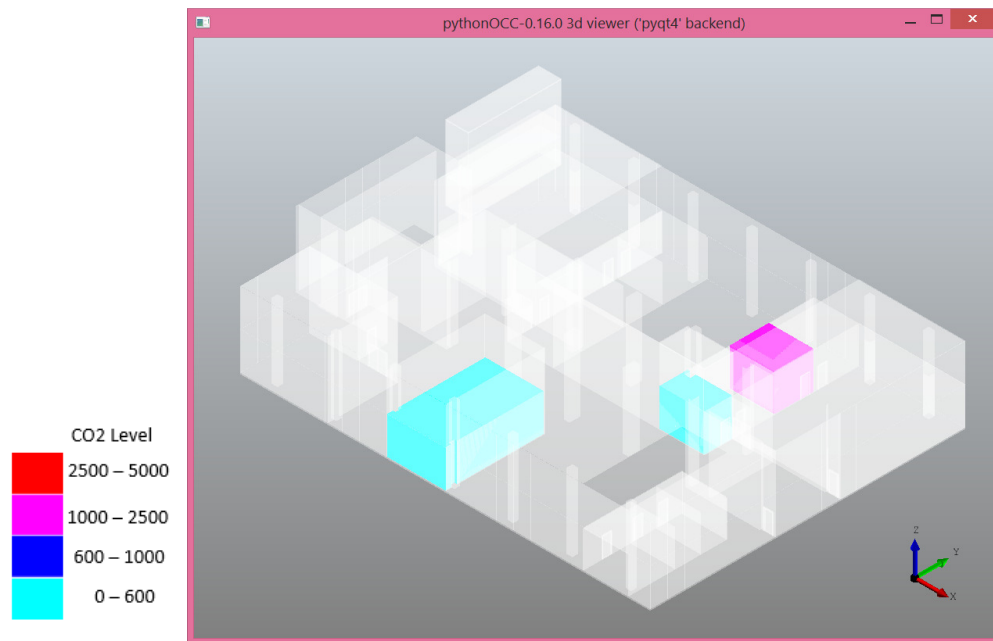 pythonOCC-0.16.0 3d viewer ('pyqt4' backend)
CO2 Level
2500 – 5000
1000 – 2500
600 – 1000
0 – 600
Z
Y
X